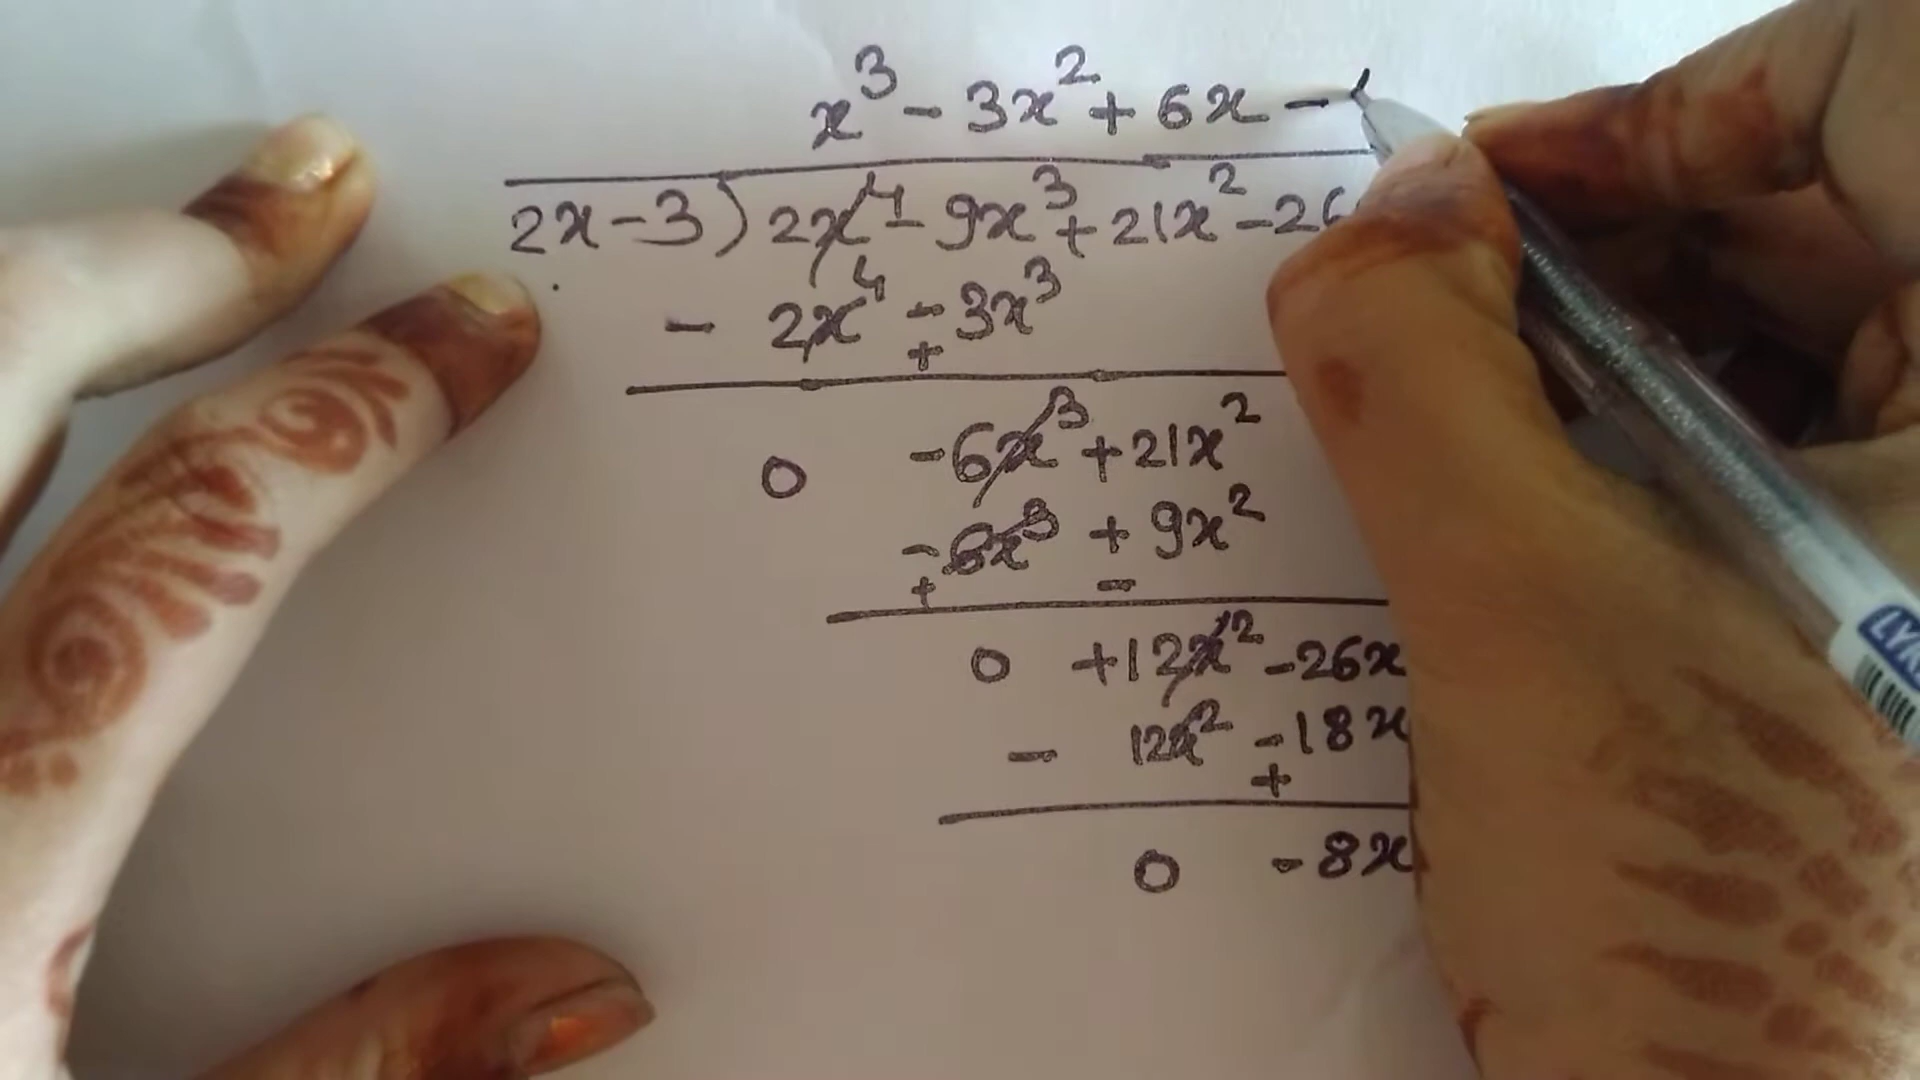 x³ - 3x² + 6x -
2x-3) 2x⁴ - 9x³ + 21x² - 26
- 2x⁴ - 3x³
+
0 -6x³ + 21x²
-6x³ + 9x²
+ -
0 +12x² -26x
- 12x² -18x
+
0 -8x